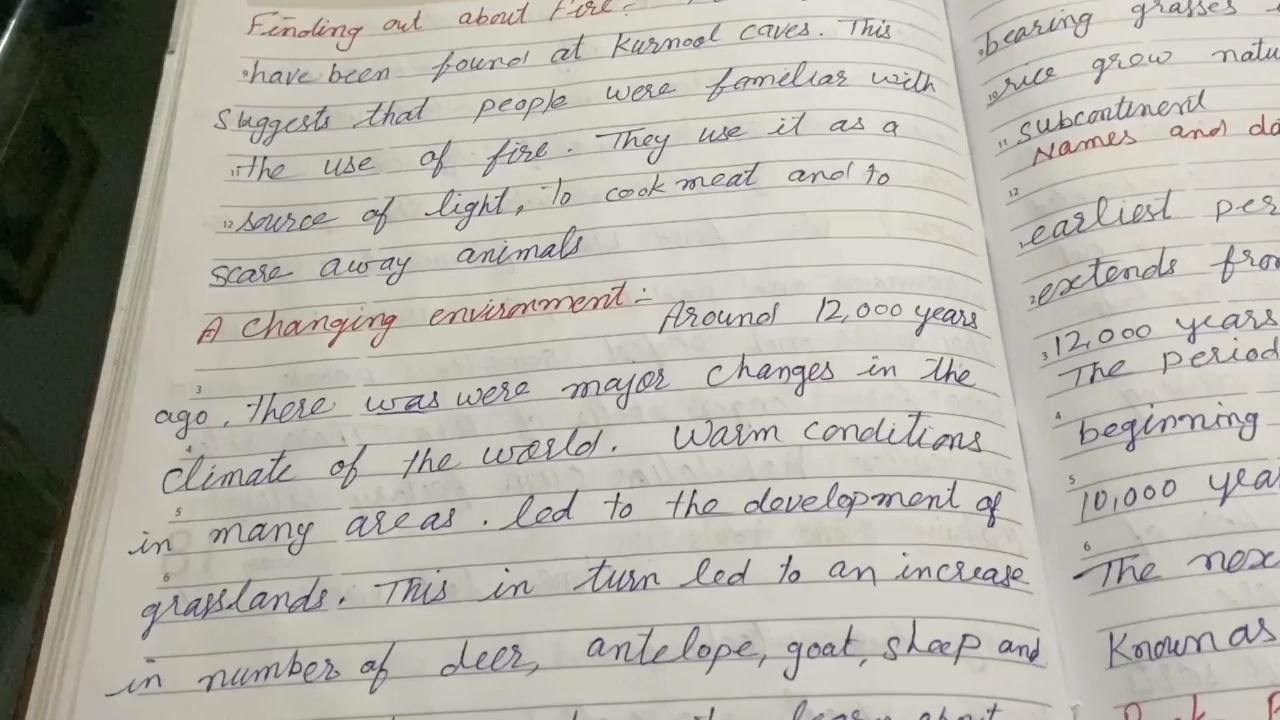 Finding out about Fire:
have been found at Kurnool caves. This
Suggests that people were familiar with
the use of fire. They use it as a
source of light, To cook meat and to
scare away animals
A changing environment:- Around 12,000 years
ago. There was were major changes in the
climate of the world. Warm conditions
in many areas. led to the development of
grasslands. This in turn led to an increase
in number of deer, antelope, goat, sheep and
learn about
bearing grasses
rice grow natu
subcontinent
Names and da
earliest per
extends from
12,000 years
The period
beginning
10,000 yea
The nex
Known as